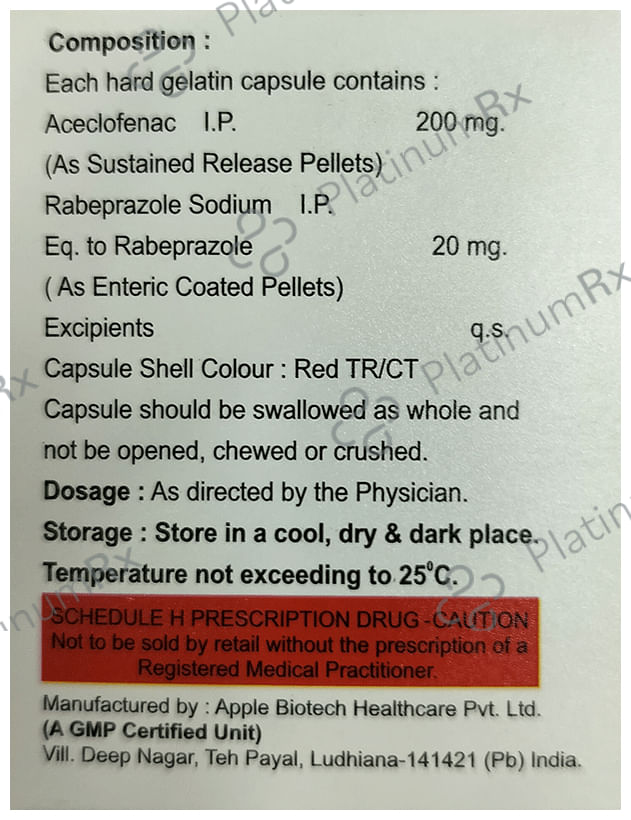 Composition :
Each hard gelatin capsule contains :
Aceclofenac I.P. 200 mg.
(As Sustained Release Pellets)
Rabeprazole Sodium I.P.
Eq. to Rabeprazole 20 mg.
( As Enteric Coated Pellets)
Excipients q.s.
Capsule Shell Colour : Red TR/CT
Capsule should be swallowed as whole and
not be opened, chewed or crushed.
Dosage : As directed by the Physician.
Storage : Store in a cool, dry & dark place.
Temperature not exceeding to 25⁰C.
SCHEDULE H PRESCRIPTION DRUG -CAUTION
Not to be sold by retail without the prescription of a
Registered Medical Practitioner.
Manufactured by : Apple Biotech Healthcare Pvt. Ltd.
(A GMP Certified Unit)
Vill. Deep Nagar, Teh Payal, Ludhiana-141421 (Pb) India.
PlatinumRx
PlatinumRx